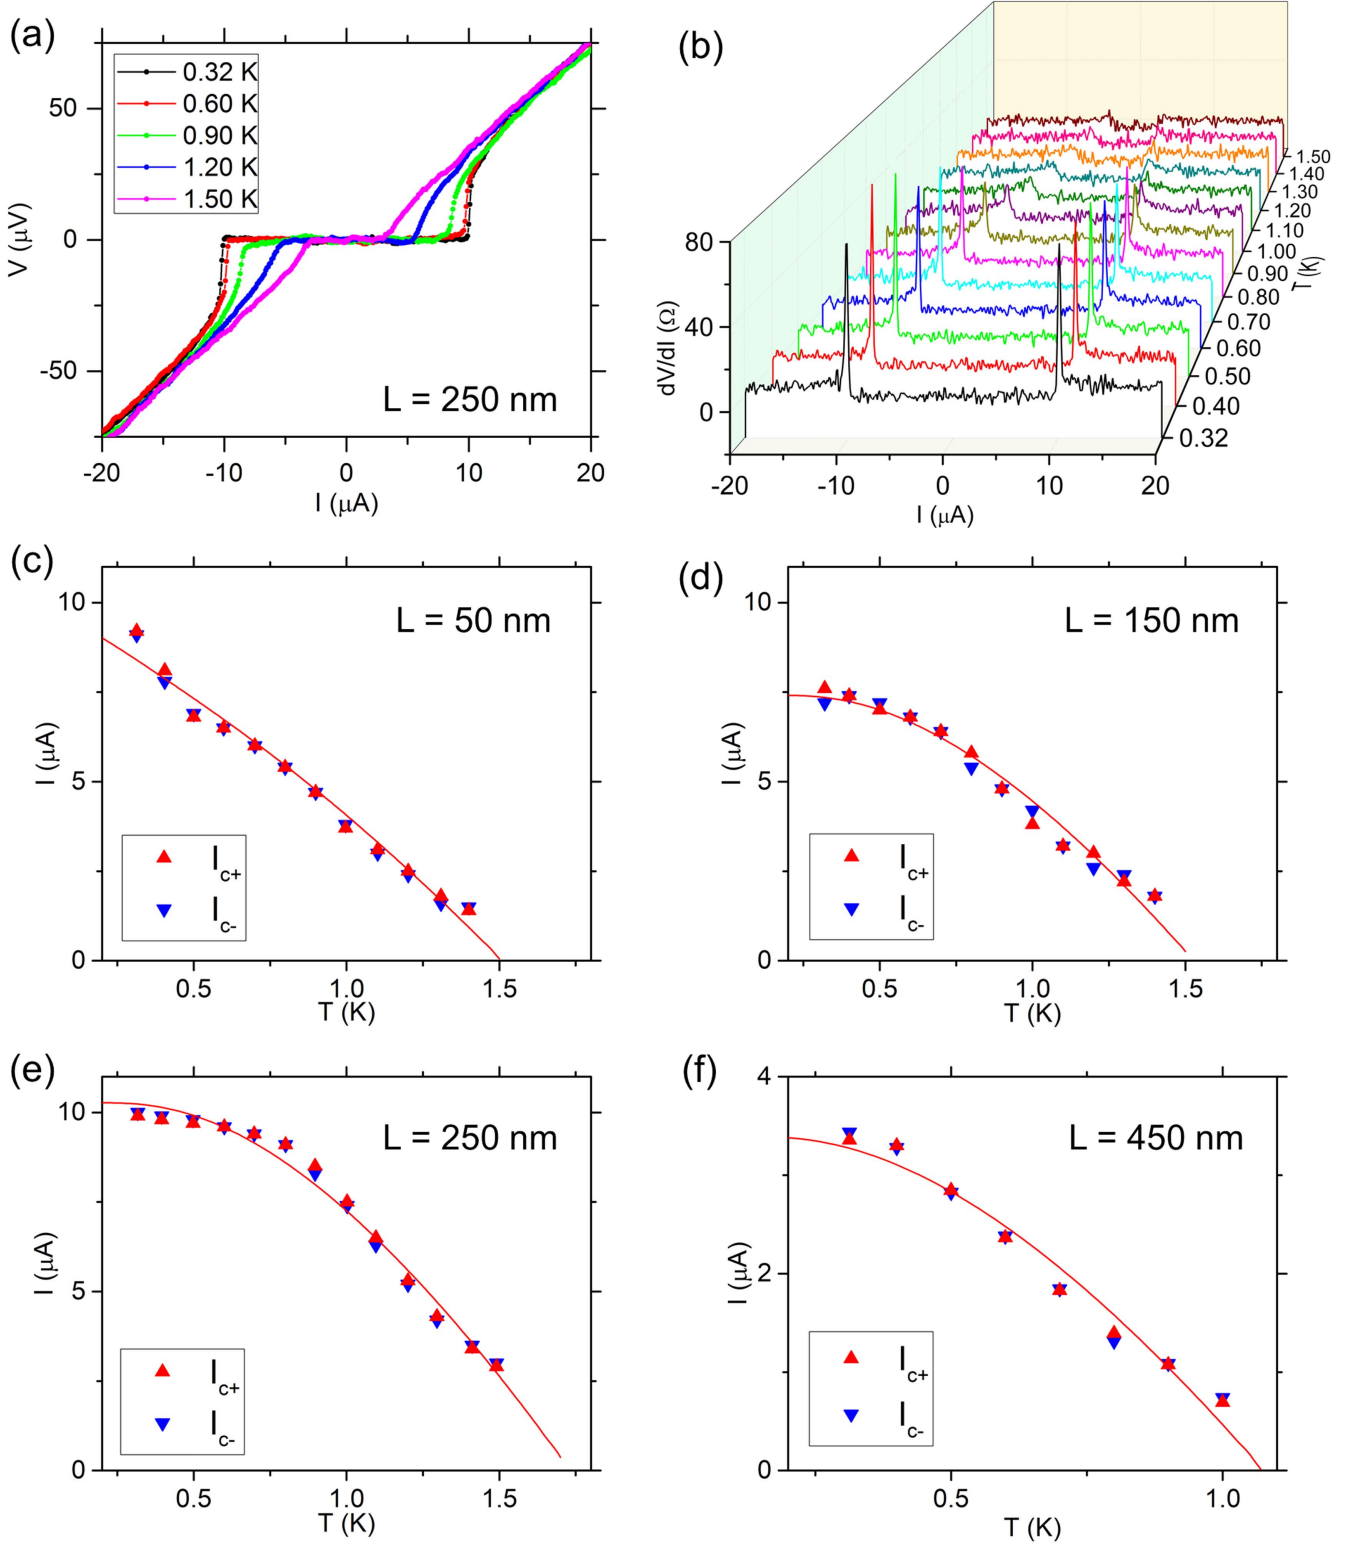 (a)
50
0
-50
V (μV)
0.32 K
0.60 K
0.90 K
1.20 K
1.50 K
L = 250 nm
-20
-10
0
10
20
I (μA)
(b)
80
40
0
dV/dI (Ω)
-20
-10
0
10
20
I (μA)
1.50
1.40
1.30
1.20
1.10
1.00
0.90
0.80
0.70
0.60
0.50
0.40
0.32
T (K)
(c)
10
5
0
I (μA)
L = 50 nm
Ic+
Ic-
0.5
1.0
1.5
T (K)
(d)
10
5
0
I (μA)
L = 150 nm
Ic+
Ic-
0.5
1.0
1.5
T (K)
(e)
10
5
0
I (μA)
L = 250 nm
Ic+
Ic-
0.5
1.0
1.5
T (K)
(f)
4
2
0
I (μA)
L = 450 nm
Ic+
Ic-
0.5
1.0
T (K)